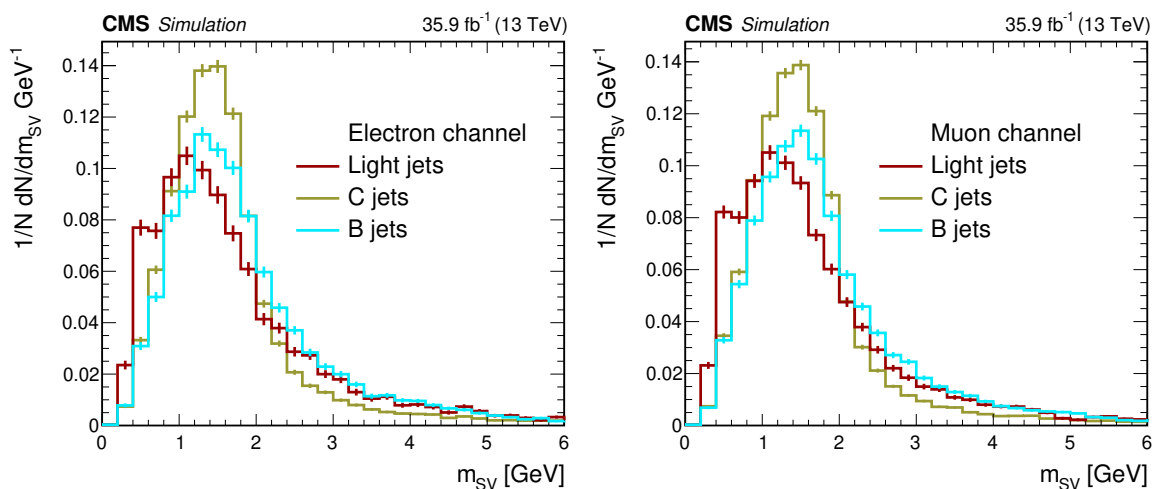 CMS Simulation 35.9 fb⁻¹ (13 TeV)
1/N dN/dm_SV GeV⁻¹
0.14
0.12
0.1
0.08
0.06
0.04
0.02
0
Electron channel
Light jets
C jets
B jets
0 1 2 3 4 5 6
m_SV [GeV]
CMS Simulation 35.9 fb⁻¹ (13 TeV)
1/N dN/dm_SV GeV⁻¹
0.14
0.12
0.1
0.08
0.06
0.04
0.02
0
Muon channel
Light jets
C jets
B jets
0 1 2 3 4 5 6
m_SV [GeV]